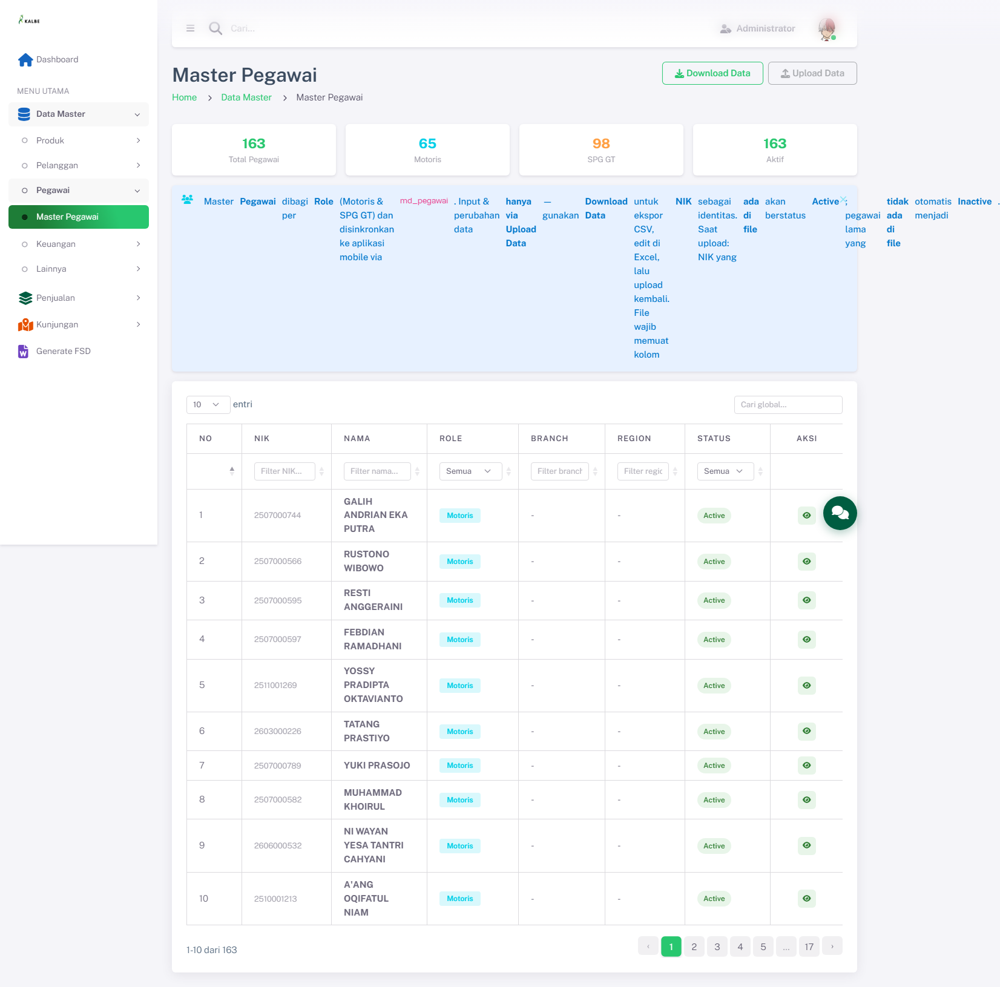 KALBE
Cari...
Administrator
Dashboard
MENU UTAMA
Data Master
Produk
Pelanggan
Pegawai
Master Pegawai
Keuangan
Lainnya
Penjualan
Kunjungan
Generate FSD
Master Pegawai
Download Data
Upload Data
Home > Data Master > Master Pegawai
163
Total Pegawai
65
Motoris
98
SPG GT
163
Aktif
Master
Pegawai
dibagi
per
Role
(Motoris &
SPG GT) dan
disinkronkan
ke aplikasi
mobile via
md_pegawai
. Input &
perubahan
data
hanya
via
Upload
Data
—
gunakan
Download
Data
untuk
ekspor
CSV,
edit di
Excel,
lalu
upload
kembali.
File
wajib
memuat
kolom
NIK
sebagai
identitas.
Saat
upload:
NIK yang
ada
di
file
akan
berstatus
Active
;
pegawai
lama
yang
tidak
ada
di
file
otomatis
menjadi
Inactive
.
10 entri
Cari global...
NO NIK NAMA ROLE BRANCH REGION STATUS AKSI
Filter NIK... Filter nama... Semua Filter branch Filter regic Semua
1 2507000744 GALIH ANDRIAN EKA PUTRA Motoris - - Active
2 2507000566 RUSTONO WIBOWO Motoris - - Active
3 2507000595 RESTI ANGGERAINI Motoris - - Active
4 2507000597 FEBDIAN RAMADHANI Motoris - - Active
5 2511001269 YOSSY PRADIPTA OKTAVIANTO Motoris - - Active
6 2603000226 TATANG PRASTIYO Motoris - - Active
7 2507000789 YUKI PRASOJO Motoris - - Active
8 2507000582 MUHAMMAD KHOIRUL Motoris - - Active
9 2606000532 NI WAYAN YESA TANTRI CAHYANI Motoris - - Active
10 2510001213 A'ANG OQIFATUL NIAM Motoris - - Active
1-10 dari 163
‹ 1 2 3 4 5 ... 17 ›